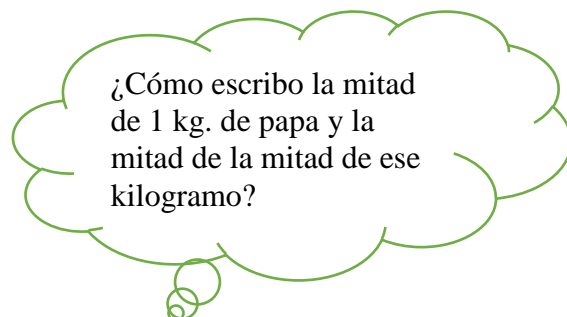 ¿Cómo escribo la mitad
de 1 kg. de papa y la
mitad de la mitad de ese
kilogramo?